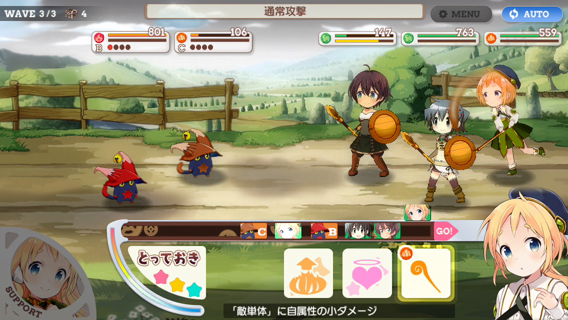 WAVE 3/3 4
通常攻撃
MENU
AUTO
801
B
106
C
147
763
559
C
B
GO!
とっておき
SUPPORT
「敵単体」に自属性の小ダメージ